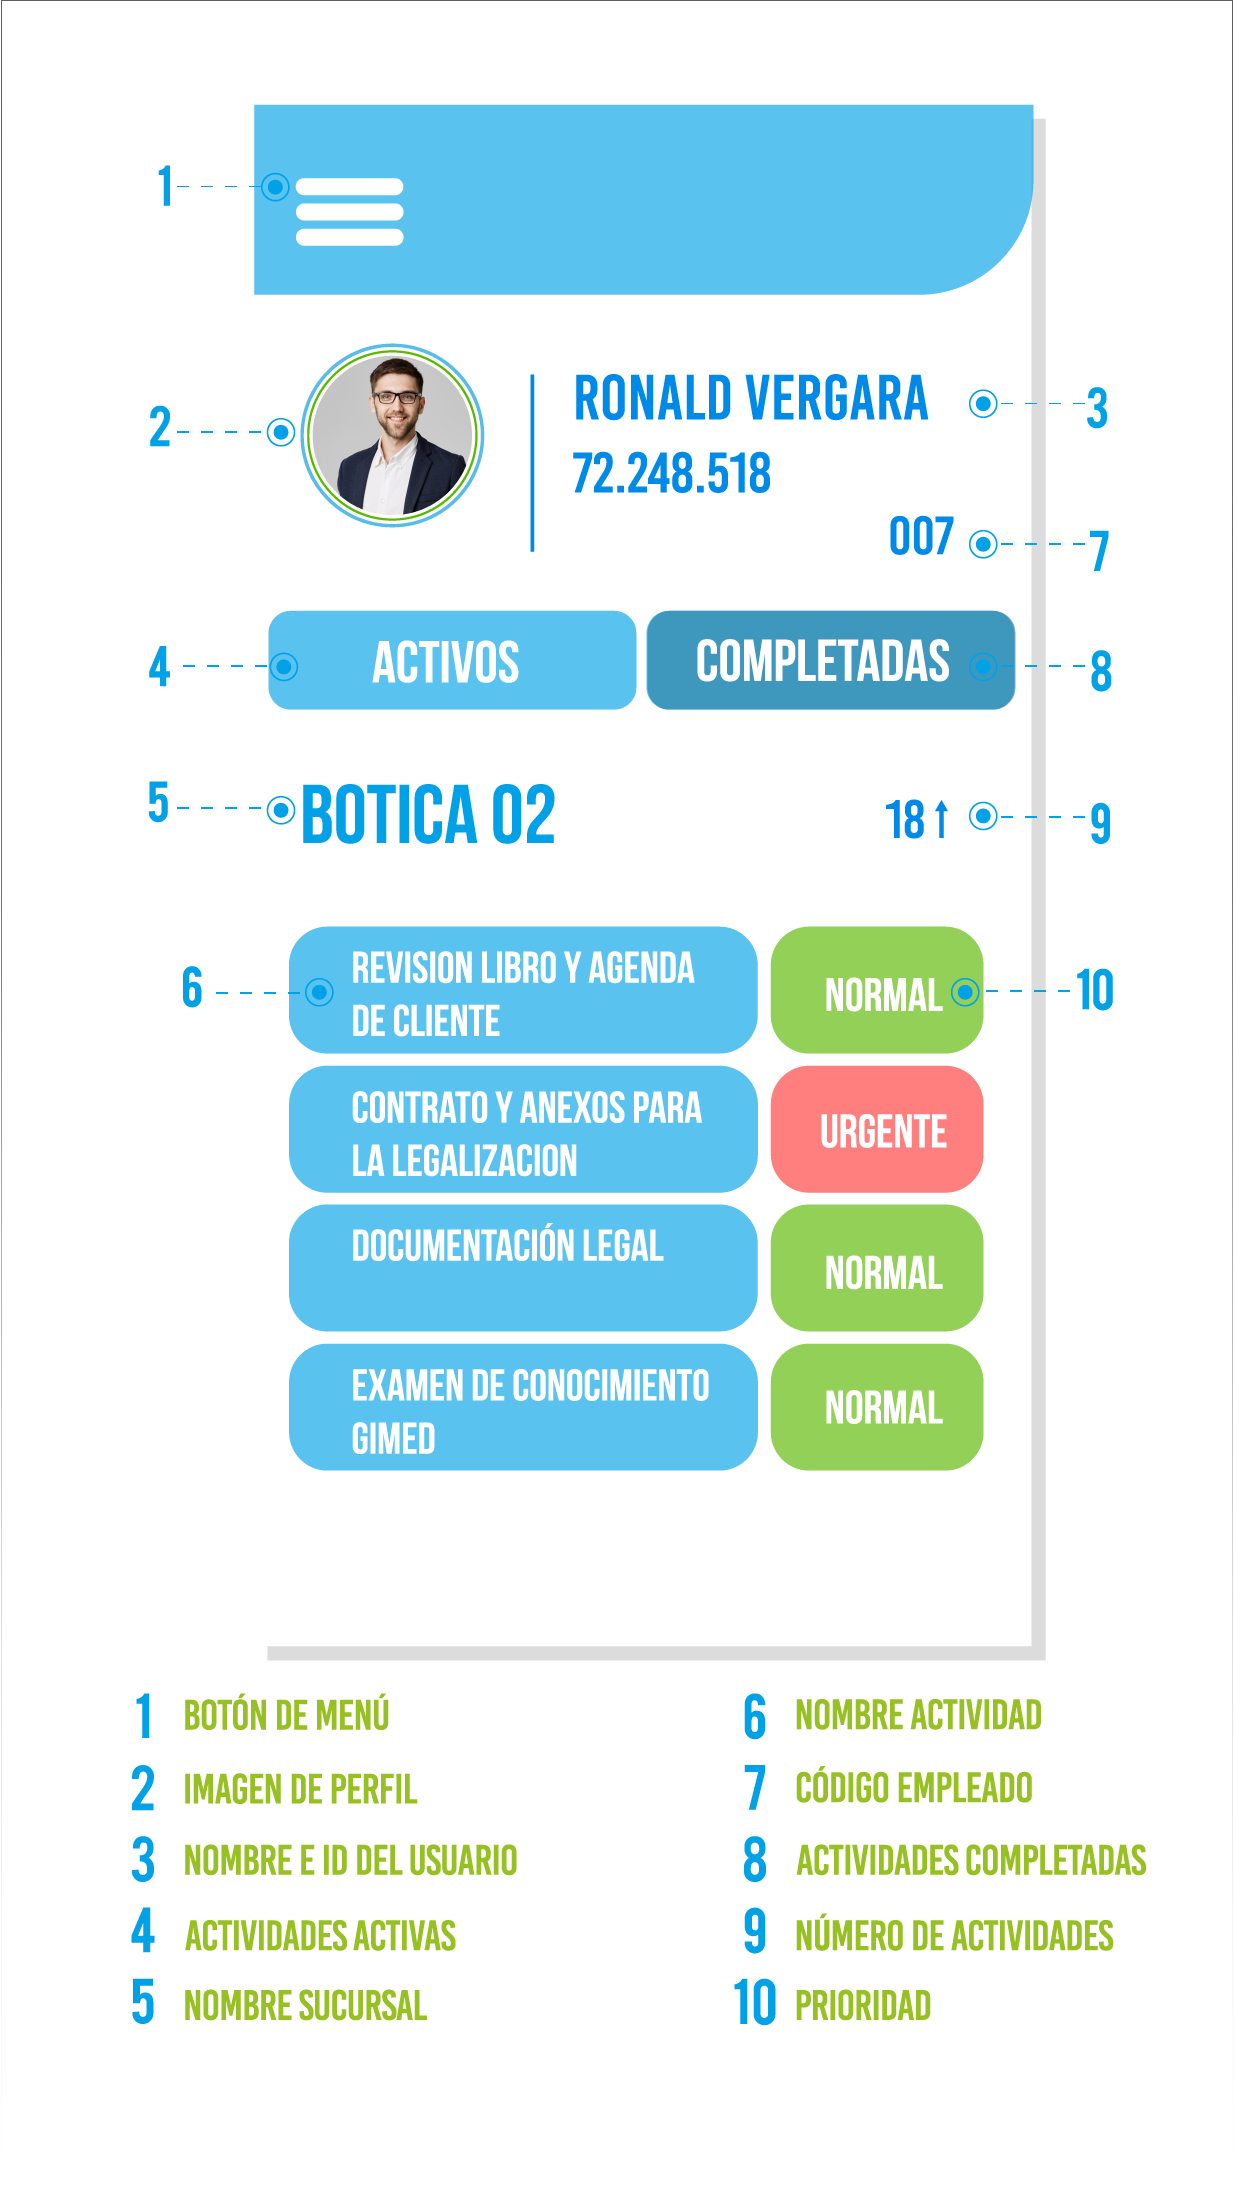 1
2
RONALD VERGARA
3
72.248.518
007
7
4
ACTIVOS
COMPLETADAS
8
5
BOTICA 02
18
9
6
REVISION LIBRO Y AGENDA
DE CLIENTE
NORMAL
10
CONTRATO Y ANEXOS PARA
LA LEGALIZACION
URGENTE
DOCUMENTACIÓN LEGAL
NORMAL
EXAMEN DE CONOCIMIENTO
GIMED
NORMAL
1 BOTÓN DE MENÚ
2 IMAGEN DE PERFIL
3 NOMBRE E ID DEL USUARIO
4 ACTIVIDADES ACTIVAS
5 NOMBRE SUCURSAL
6 NOMBRE ACTIVIDAD
7 CÓDIGO EMPLEADO
8 ACTIVIDADES COMPLETADAS
9 NÚMERO DE ACTIVIDADES
10 PRIORIDAD